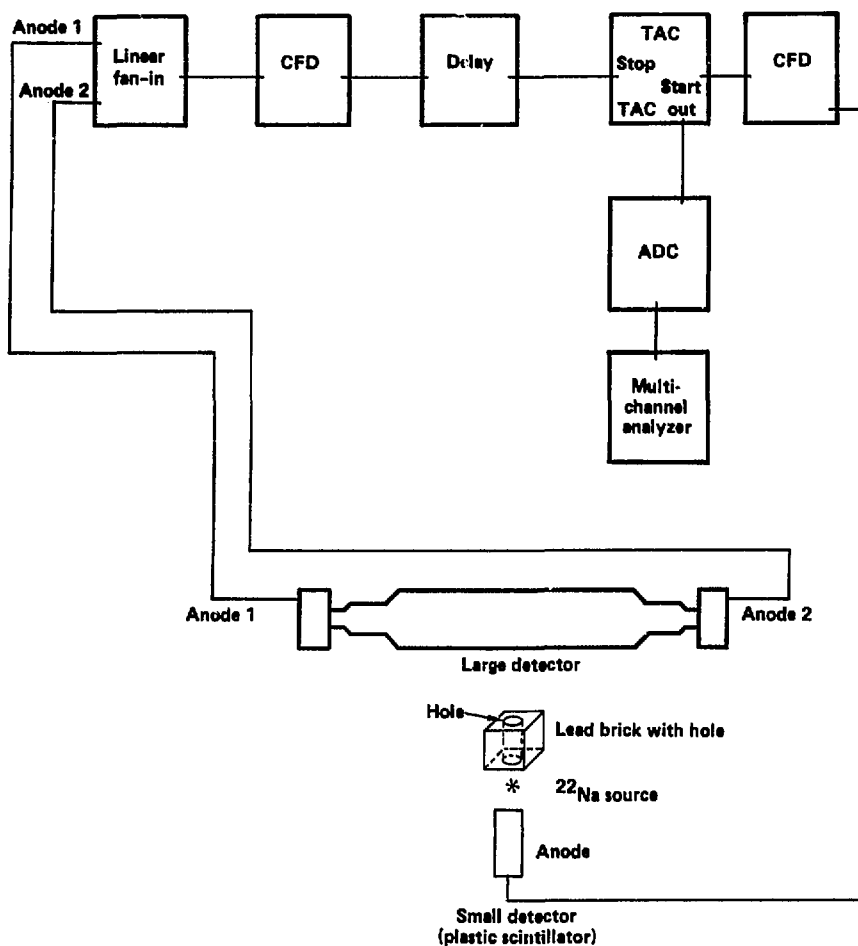 Anode 1
Anode 2
Linear
fan-in
CFD
Delay
TAC
Stop
Start
TAC out
CFD
ADC
Multi-
channel
analyzer
Anode 1
Anode 2
Large detector
Hole
Lead brick with hole
*
22Na source
Anode
Small detector
(plastic scintillator)